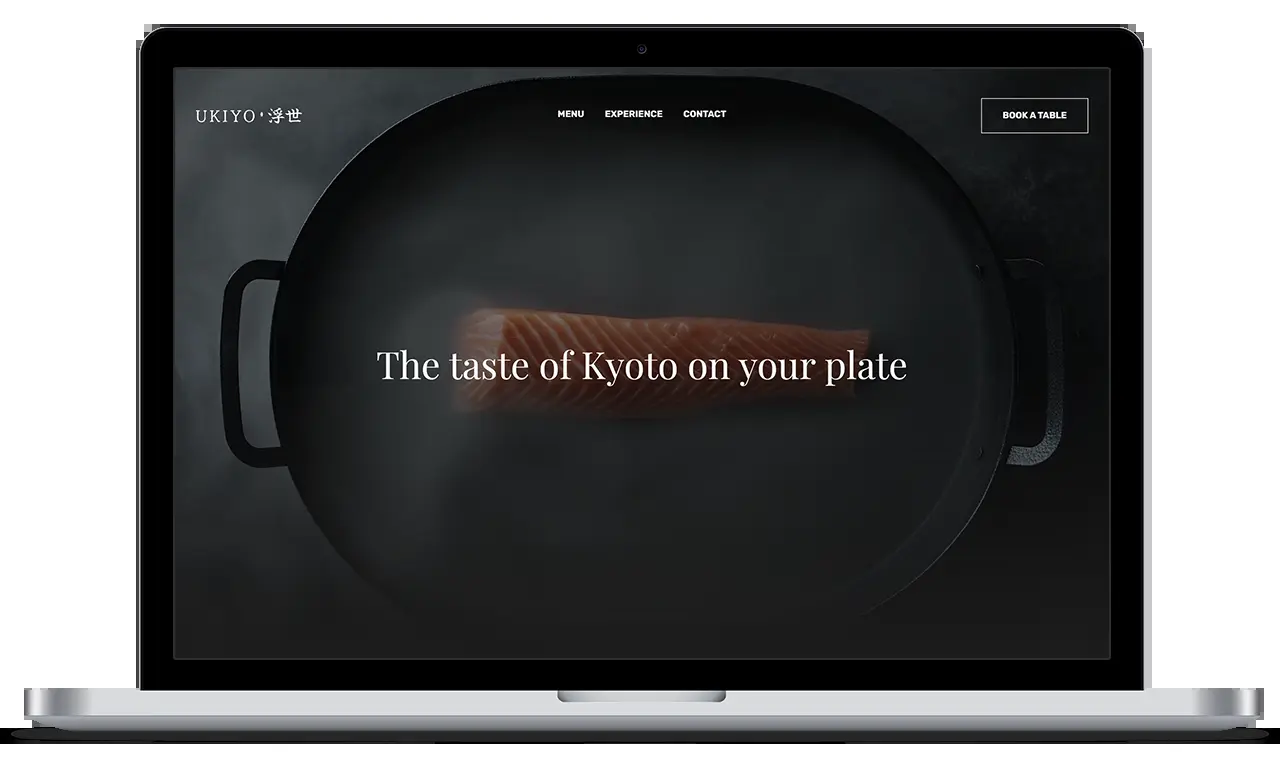 UKIYO '浮世
MENU EXPERIENCE CONTACT
BOOK A TABLE
The taste of Kyoto on your plate